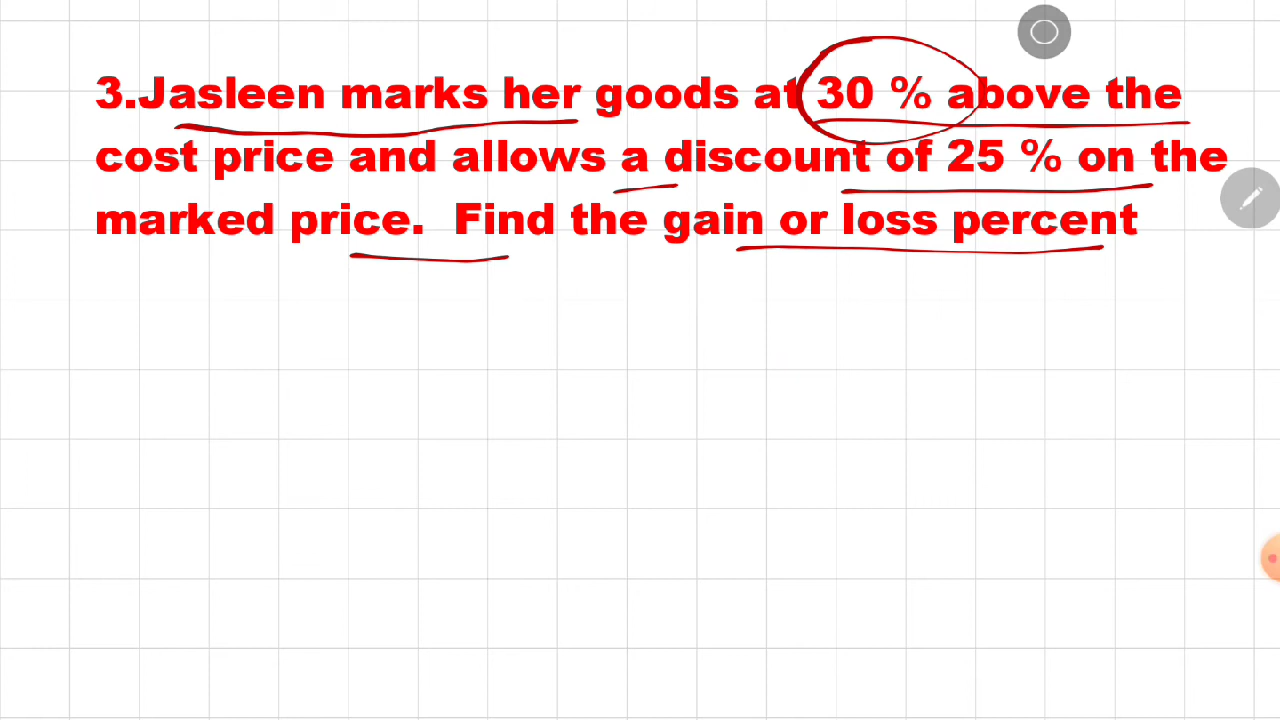 3.Jasleen marks her goods at 30 % above the
cost price and allows a discount of 25 % on the
marked price. Find the gain or loss percent